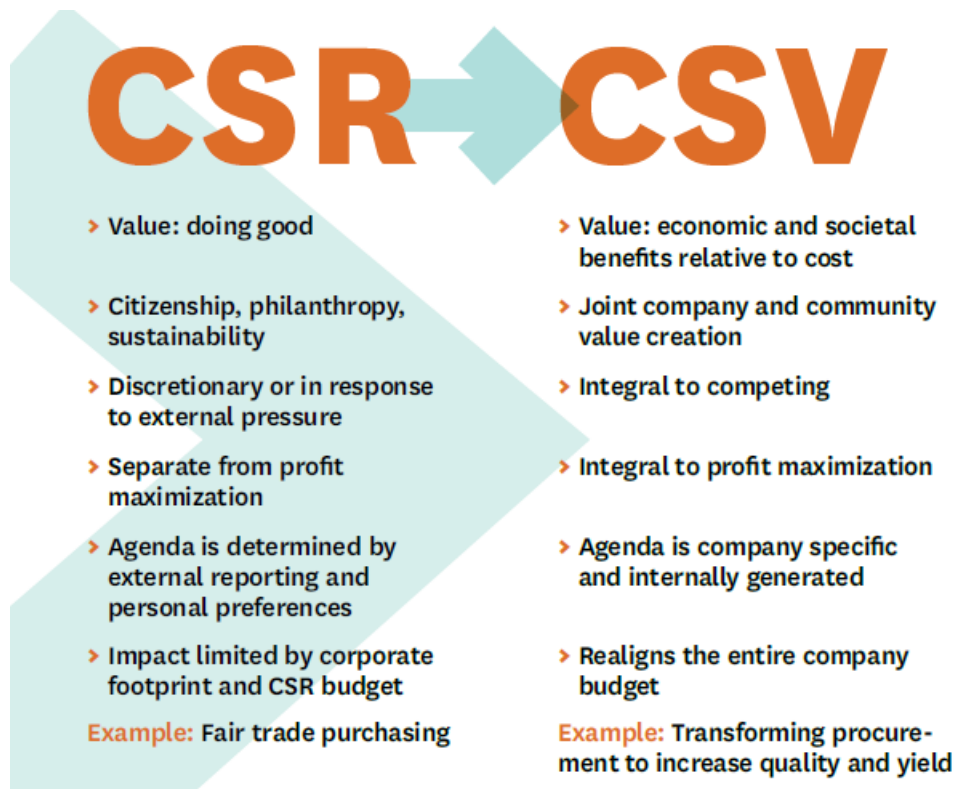 CSR
CSV
> Value: doing good
> Value: economic and societal
benefits relative to cost
> Citizenship, philanthropy,
sustainability
> Joint company and community
value creation
> Discretionary or in response
to external pressure
> Integral to competing
> Separate from profit
maximization
> Integral to profit maximization
> Agenda is determined by
external reporting and
personal preferences
> Agenda is company specific
and internally generated
> Impact limited by corporate
footprint and CSR budget
> Realigns the entire company
budget
Example: Fair trade purchasing
Example: Transforming procure-
ment to increase quality and yield